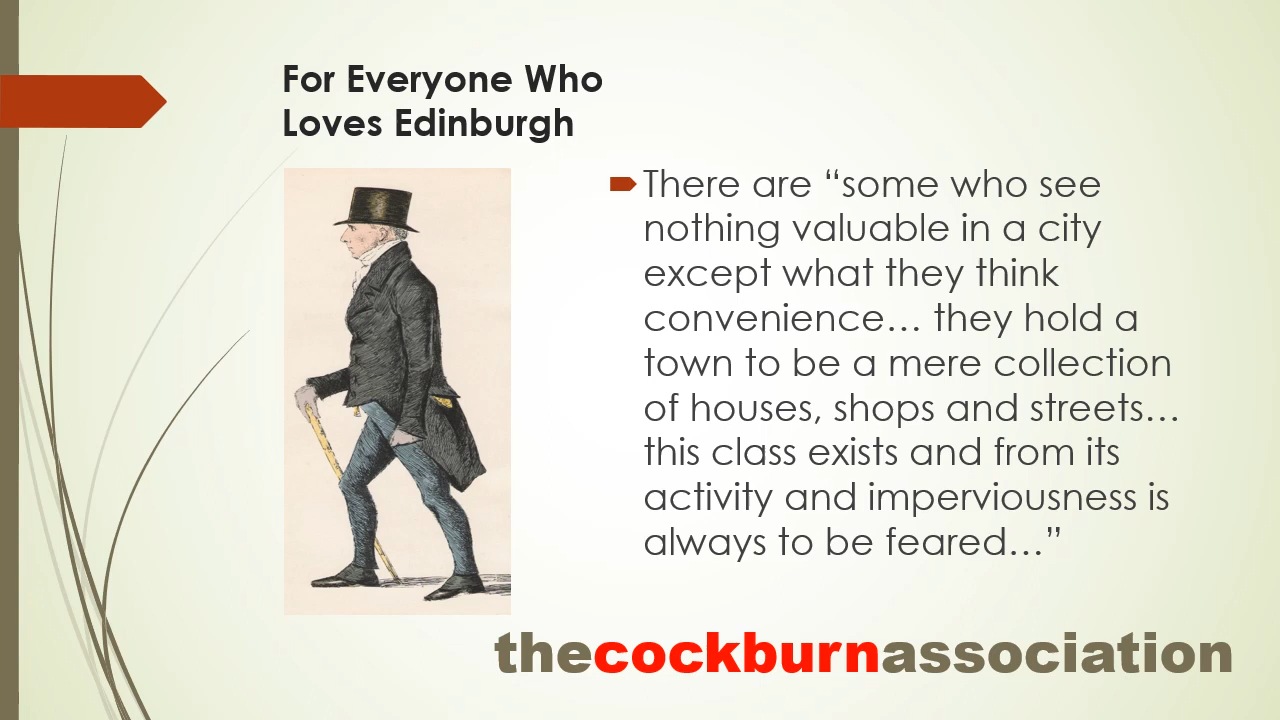 For Everyone Who
Loves Edinburgh
There are “some who see
nothing valuable in a city
except what they think
convenience… they hold a
town to be a mere collection
of houses, shops and streets…
this class exists and from its
activity and imperviousness is
always to be feared…”
thecockburnassociation